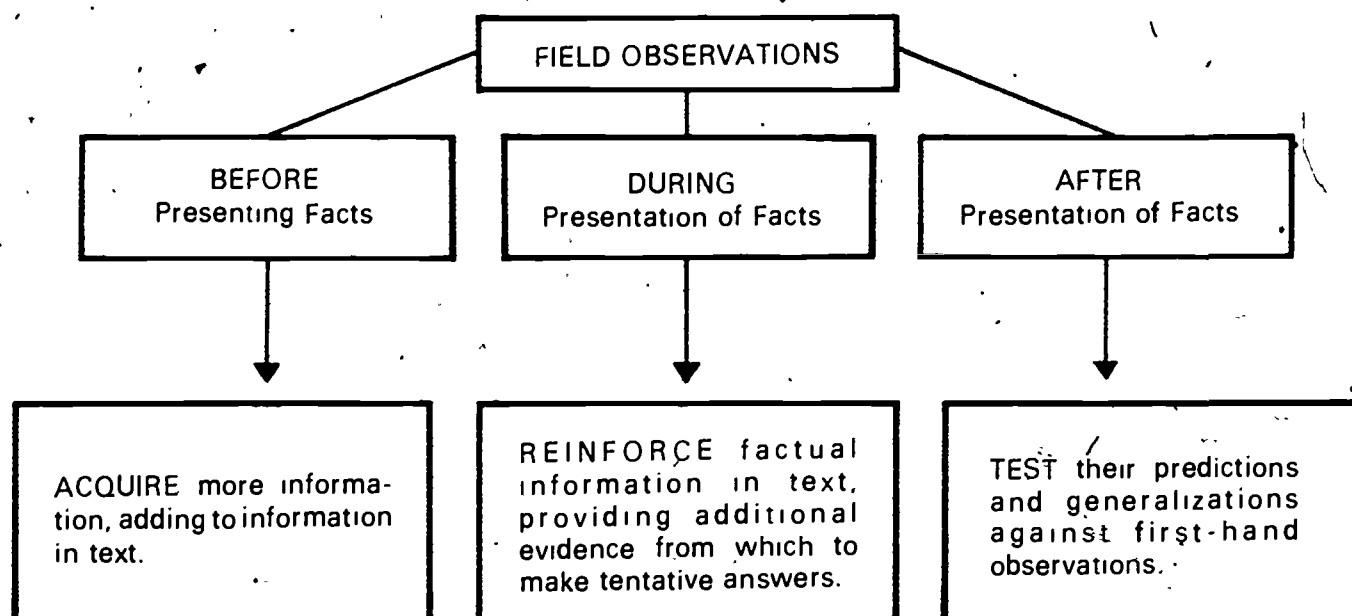 FIELD OBSERVATIONS
BEFORE
Presenting Facts
DURING
Presentation of Facts
AFTER
Presentation of Facts
ACQUIRE more informa-
tion, adding to information
in text.
REINFORCE factual
information in text,
providing additional
evidence from which to
make tentative answers.
TEST their predictions
and generalizations
against first-hand
observations.